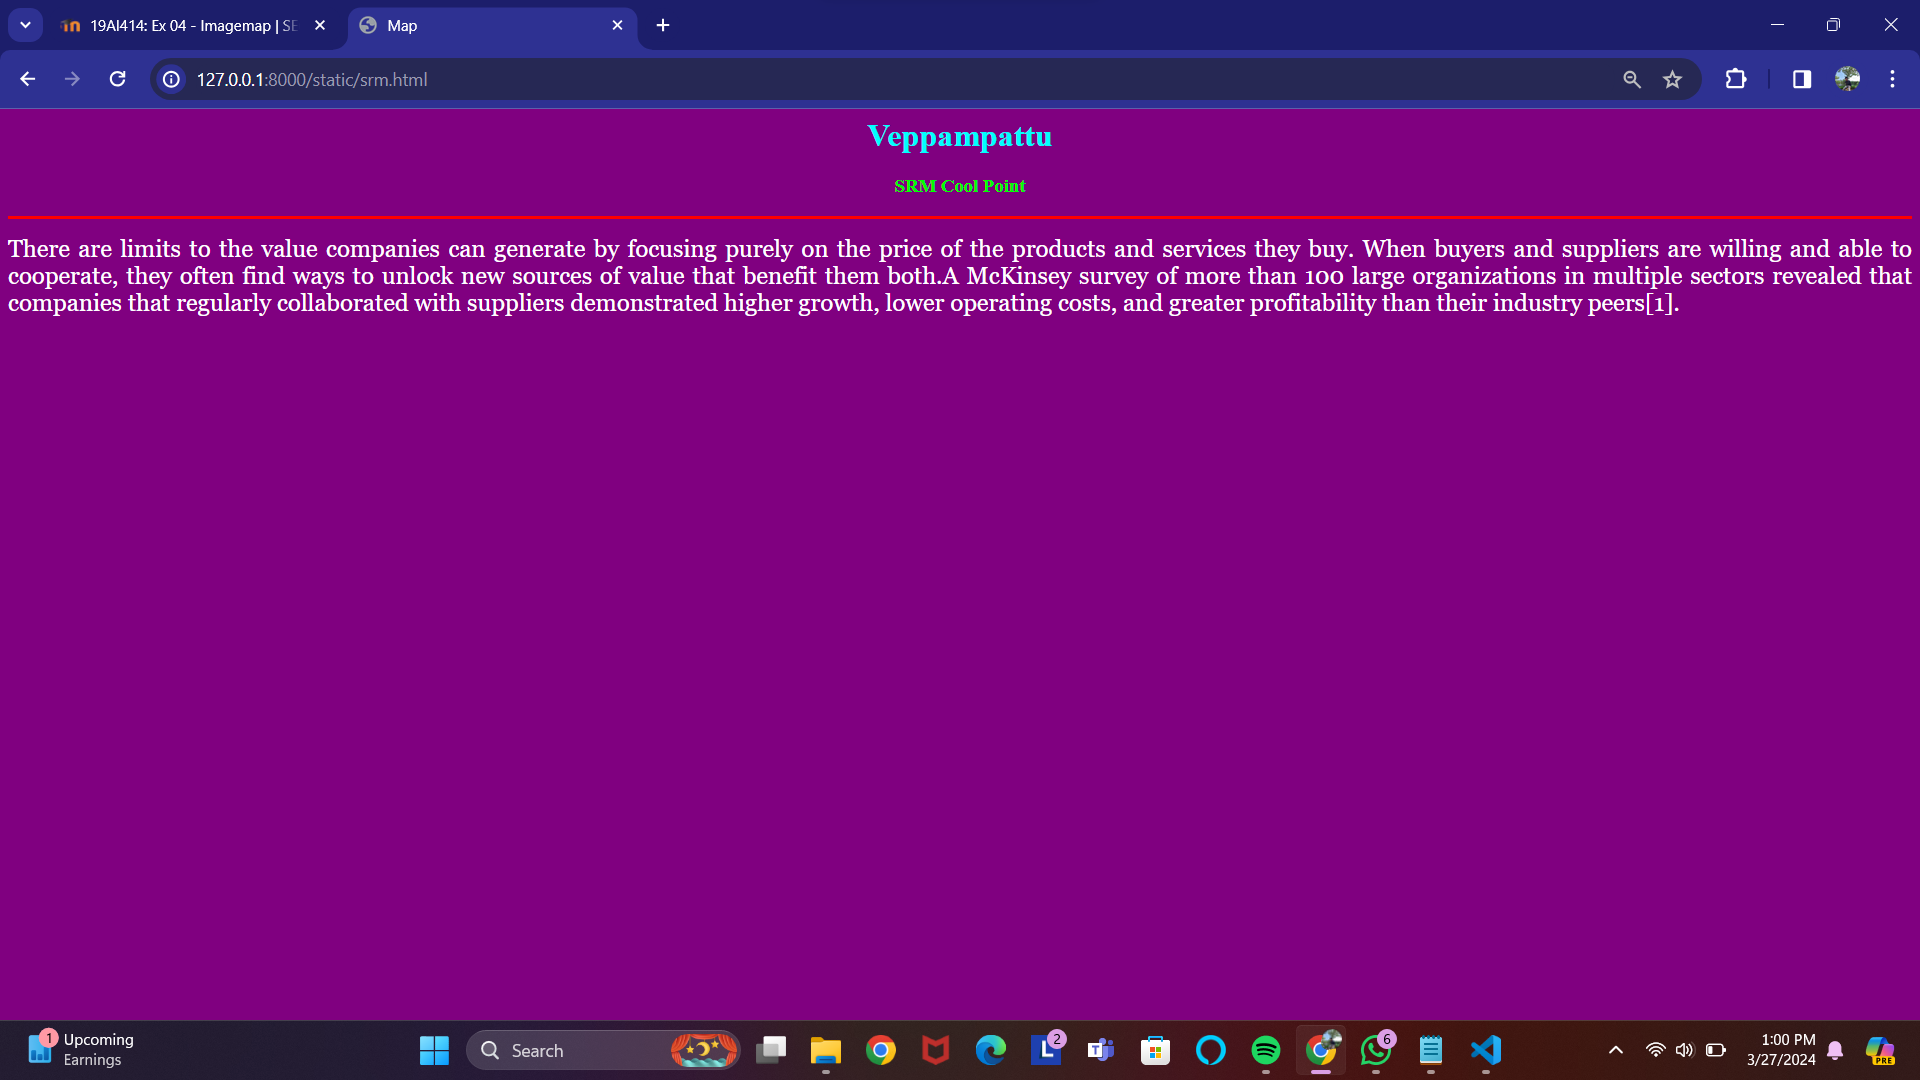 19AI414: Ex 04 - Imagemap | SE
Map
127.0.0.1:8000/static/srm.html
Veppampattu
SRM Cool Point
There are limits to the value companies can generate by focusing purely on the price of the products and services they buy. When buyers and suppliers are willing and able to
cooperate, they often find ways to unlock new sources of value that benefit them both.A McKinsey survey of more than 100 large organizations in multiple sectors revealed that
companies that regularly collaborated with suppliers demonstrated higher growth, lower operating costs, and greater profitability than their industry peers[1].
1
Upcoming
Earnings
Search
L
2
T
6
1:00 PM
3/27/2024
PRE